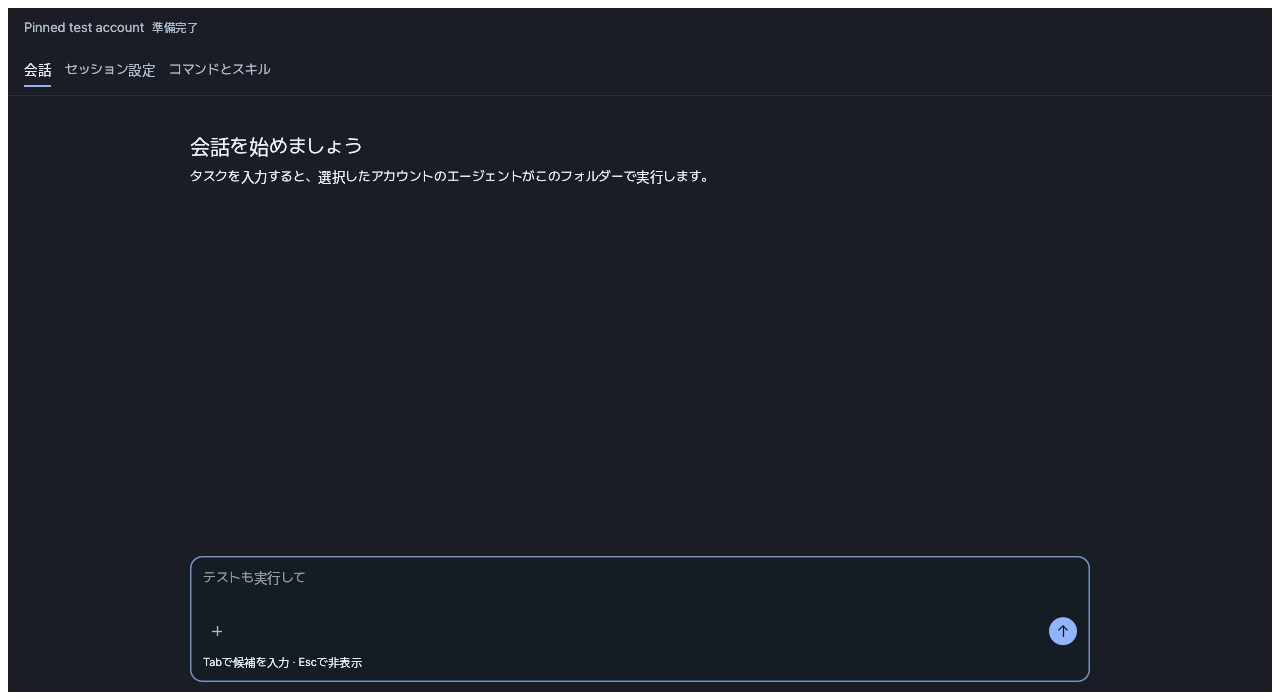 Pinned test account 準備完了
会話 セッション設定 コマンドとスキル
会話を始めましょう
タスクを入力すると、選択したアカウントのエージェントがこのフォルダーで実行します。
テストも実行して
Tabで候補を入力 · Escで非表示